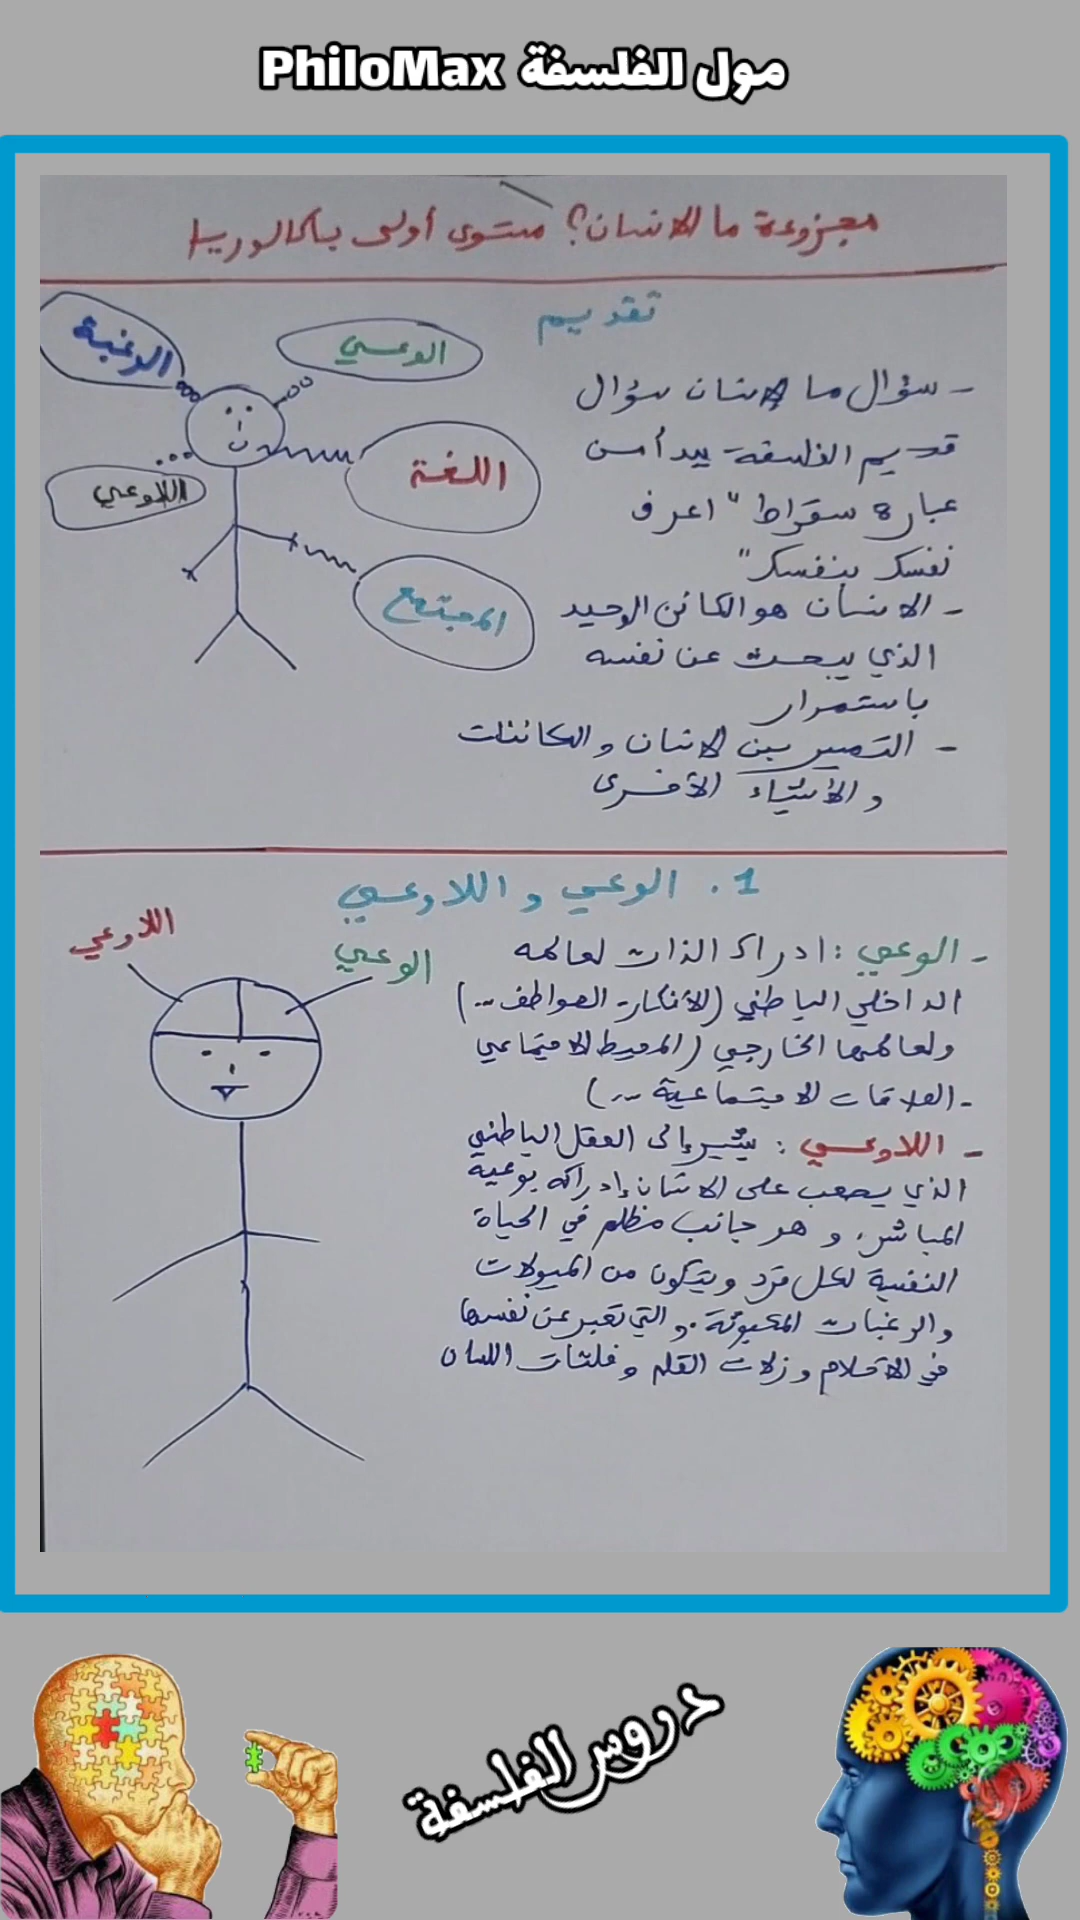 مول الفلسفة PhiloMax
مجزوءة ما الانسان؟ مستوى أولى باكالوريا
تقديم
الرغبة
الوعي
اللغة
اللاوعي
المجتمع
- سؤال ما الانسان سؤال
قديم الفلسفة يبدأ من
عبارة سقراط "اعرف
نفسك بنفسك"
- الانسان هو الكائن الوحيد
الذي يبحث عن نفسه
باستمرار
- التمييز بين الانسان والكائنات
والأشياء الأخرى
1. الوعي واللاوعي
اللاوعي
الوعي
- الوعي: ادراك الذات لعالمه
الداخلي الباطني (الأفكار، العواطف...)
ولعالمها الخارجي (المحيط الاجتماعي
- العلاقات الاجتماعية ...)
- اللاوعي: يشير إلى العقل الباطني
الذي يصعب على الانسان إدراكه بوعيه
المباشر، وهو جانب مظلم في الحياة
النفسية لكل فرد ويتكون من الميولات
والرغبات المكبوتة. والتي تعبر عن نفسها
في الاحلام وزلات القلم وفلتات اللسان
دروس الفلسفة